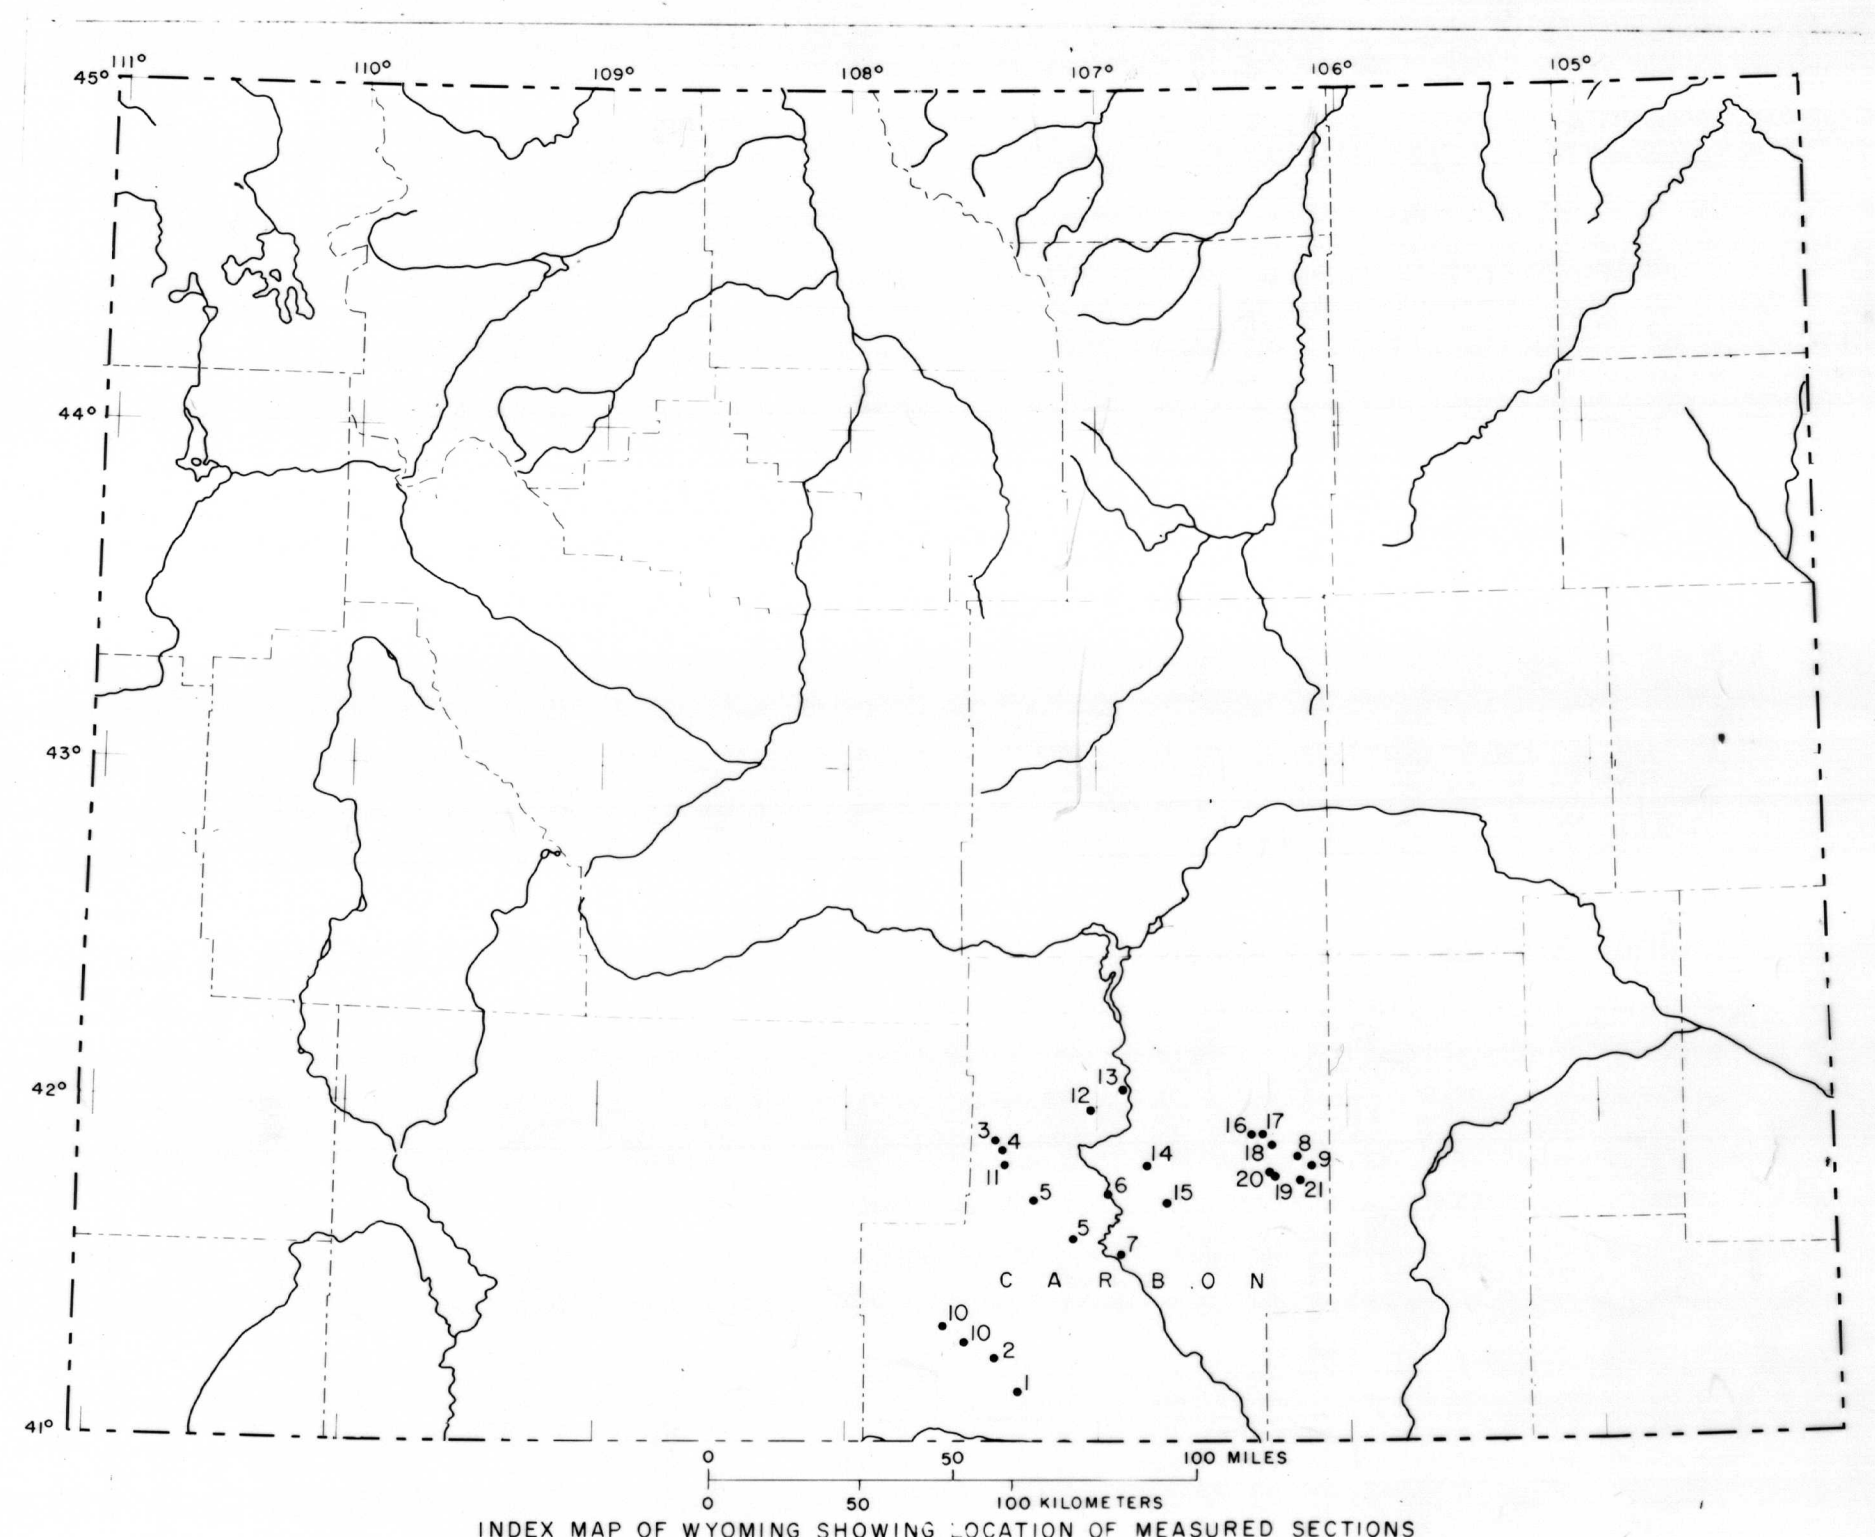 111° 110° 109° 108° 107° 106° 105°
45°
44°
43°
42°
41°
13
12
16 17
3 4
18 8
11 14 9
20 19 21
5 6 15
5 7
C A R B O N
10
10
2
1
0 50 100 MILES
0 50 100 KILOMETERS
INDEX MAP OF WYOMING SHOWING LOCATION OF MEASURED SECTIONS